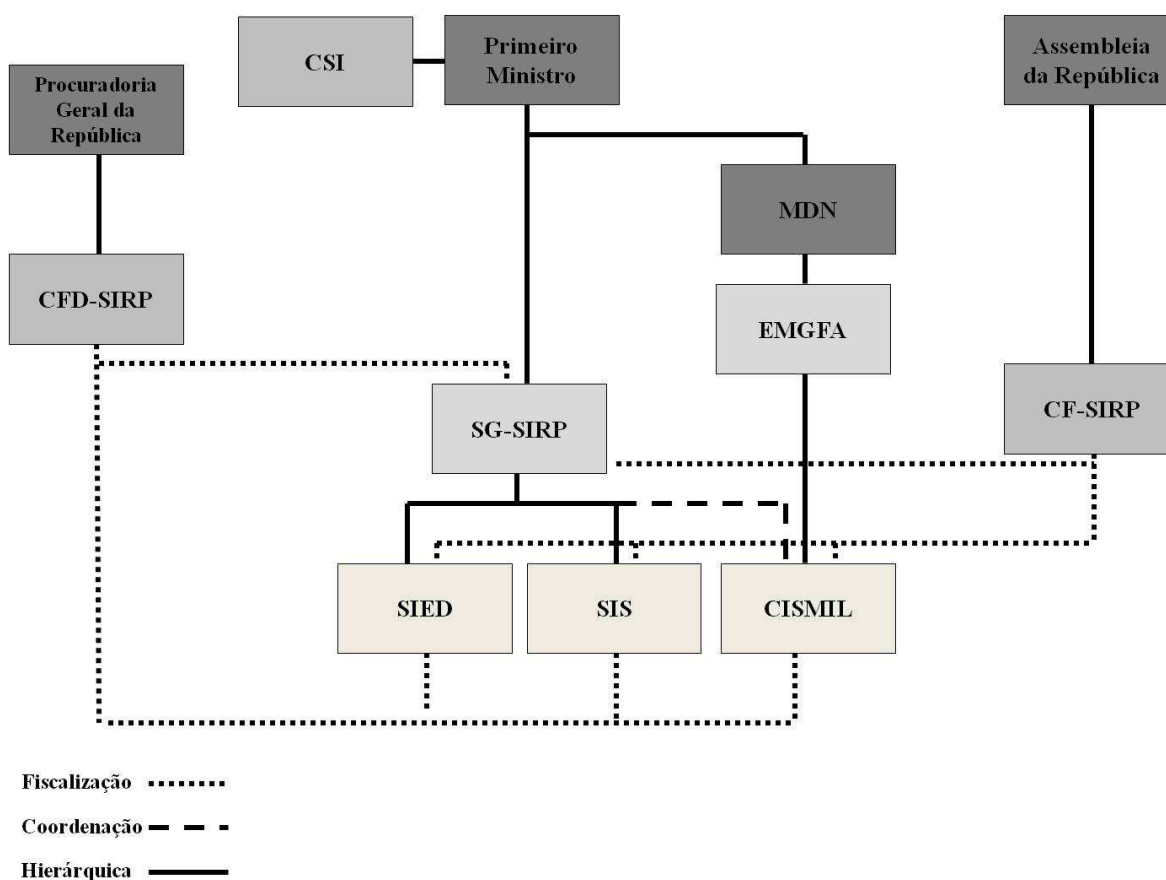 CSI
Primeiro
Ministro
Assembleia
da República
Procuradoria
Geral da
República
MDN
CFD-SIRP
EMGFA
SG-SIRP
CF-SIRP
SIED
SIS
CISMIL
Fiscalização
Coordenação
Hierárquica